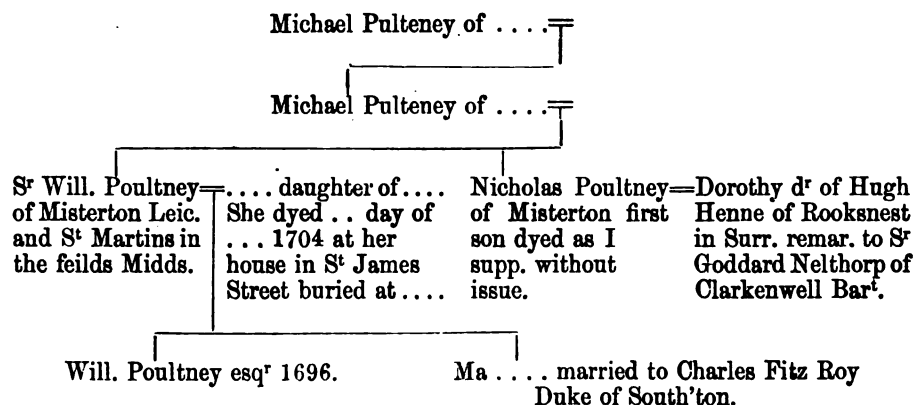 Michael Pulteney of ....
Michael Pulteney of ....
Sr Will. Poultney
of Misterton Leic.
and St Martins in
the feilds Midds.
.... daughter of ....
She dyed .. day of
... 1704 at her
house in St James
Street buried at ....
Nicholas Poultney
of Misterton first
son dyed as I
supp. without
issue.
Dorothy dr of Hugh
Henne of Rooksnest
in Surr. remar. to Sr
Goddard Nelthorp of
Clarkenwell Bart.
Will. Poultney esqr 1696.
Ma .... married to Charles Fitz Roy
Duke of South'ton.